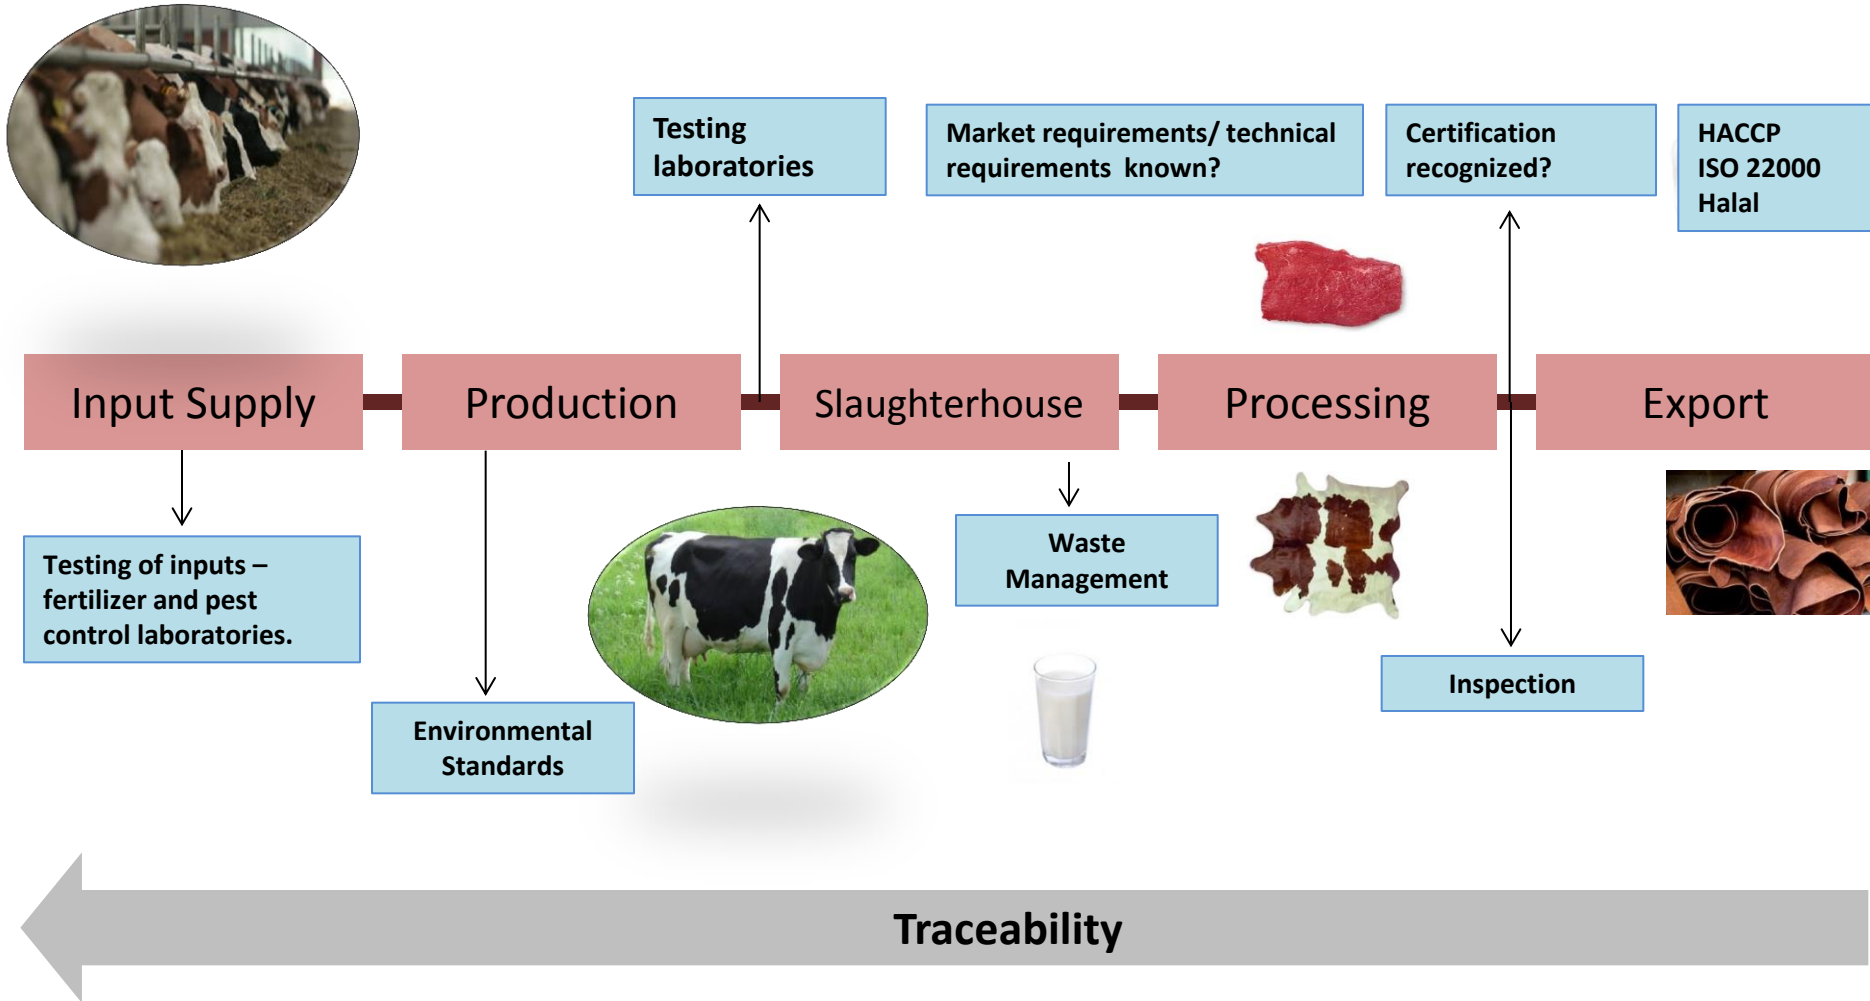 Testing
laboratories
Market requirements/ technical
requirements  known?
Certification
recognized?
HACCP
ISO 22000
Halal
Input Supply
Production
Slaughterhouse
Processing
Export
Testing of inputs –
fertilizer and pest
control laboratories.
Environmental
Standards
Waste
Management
Inspection
Traceability